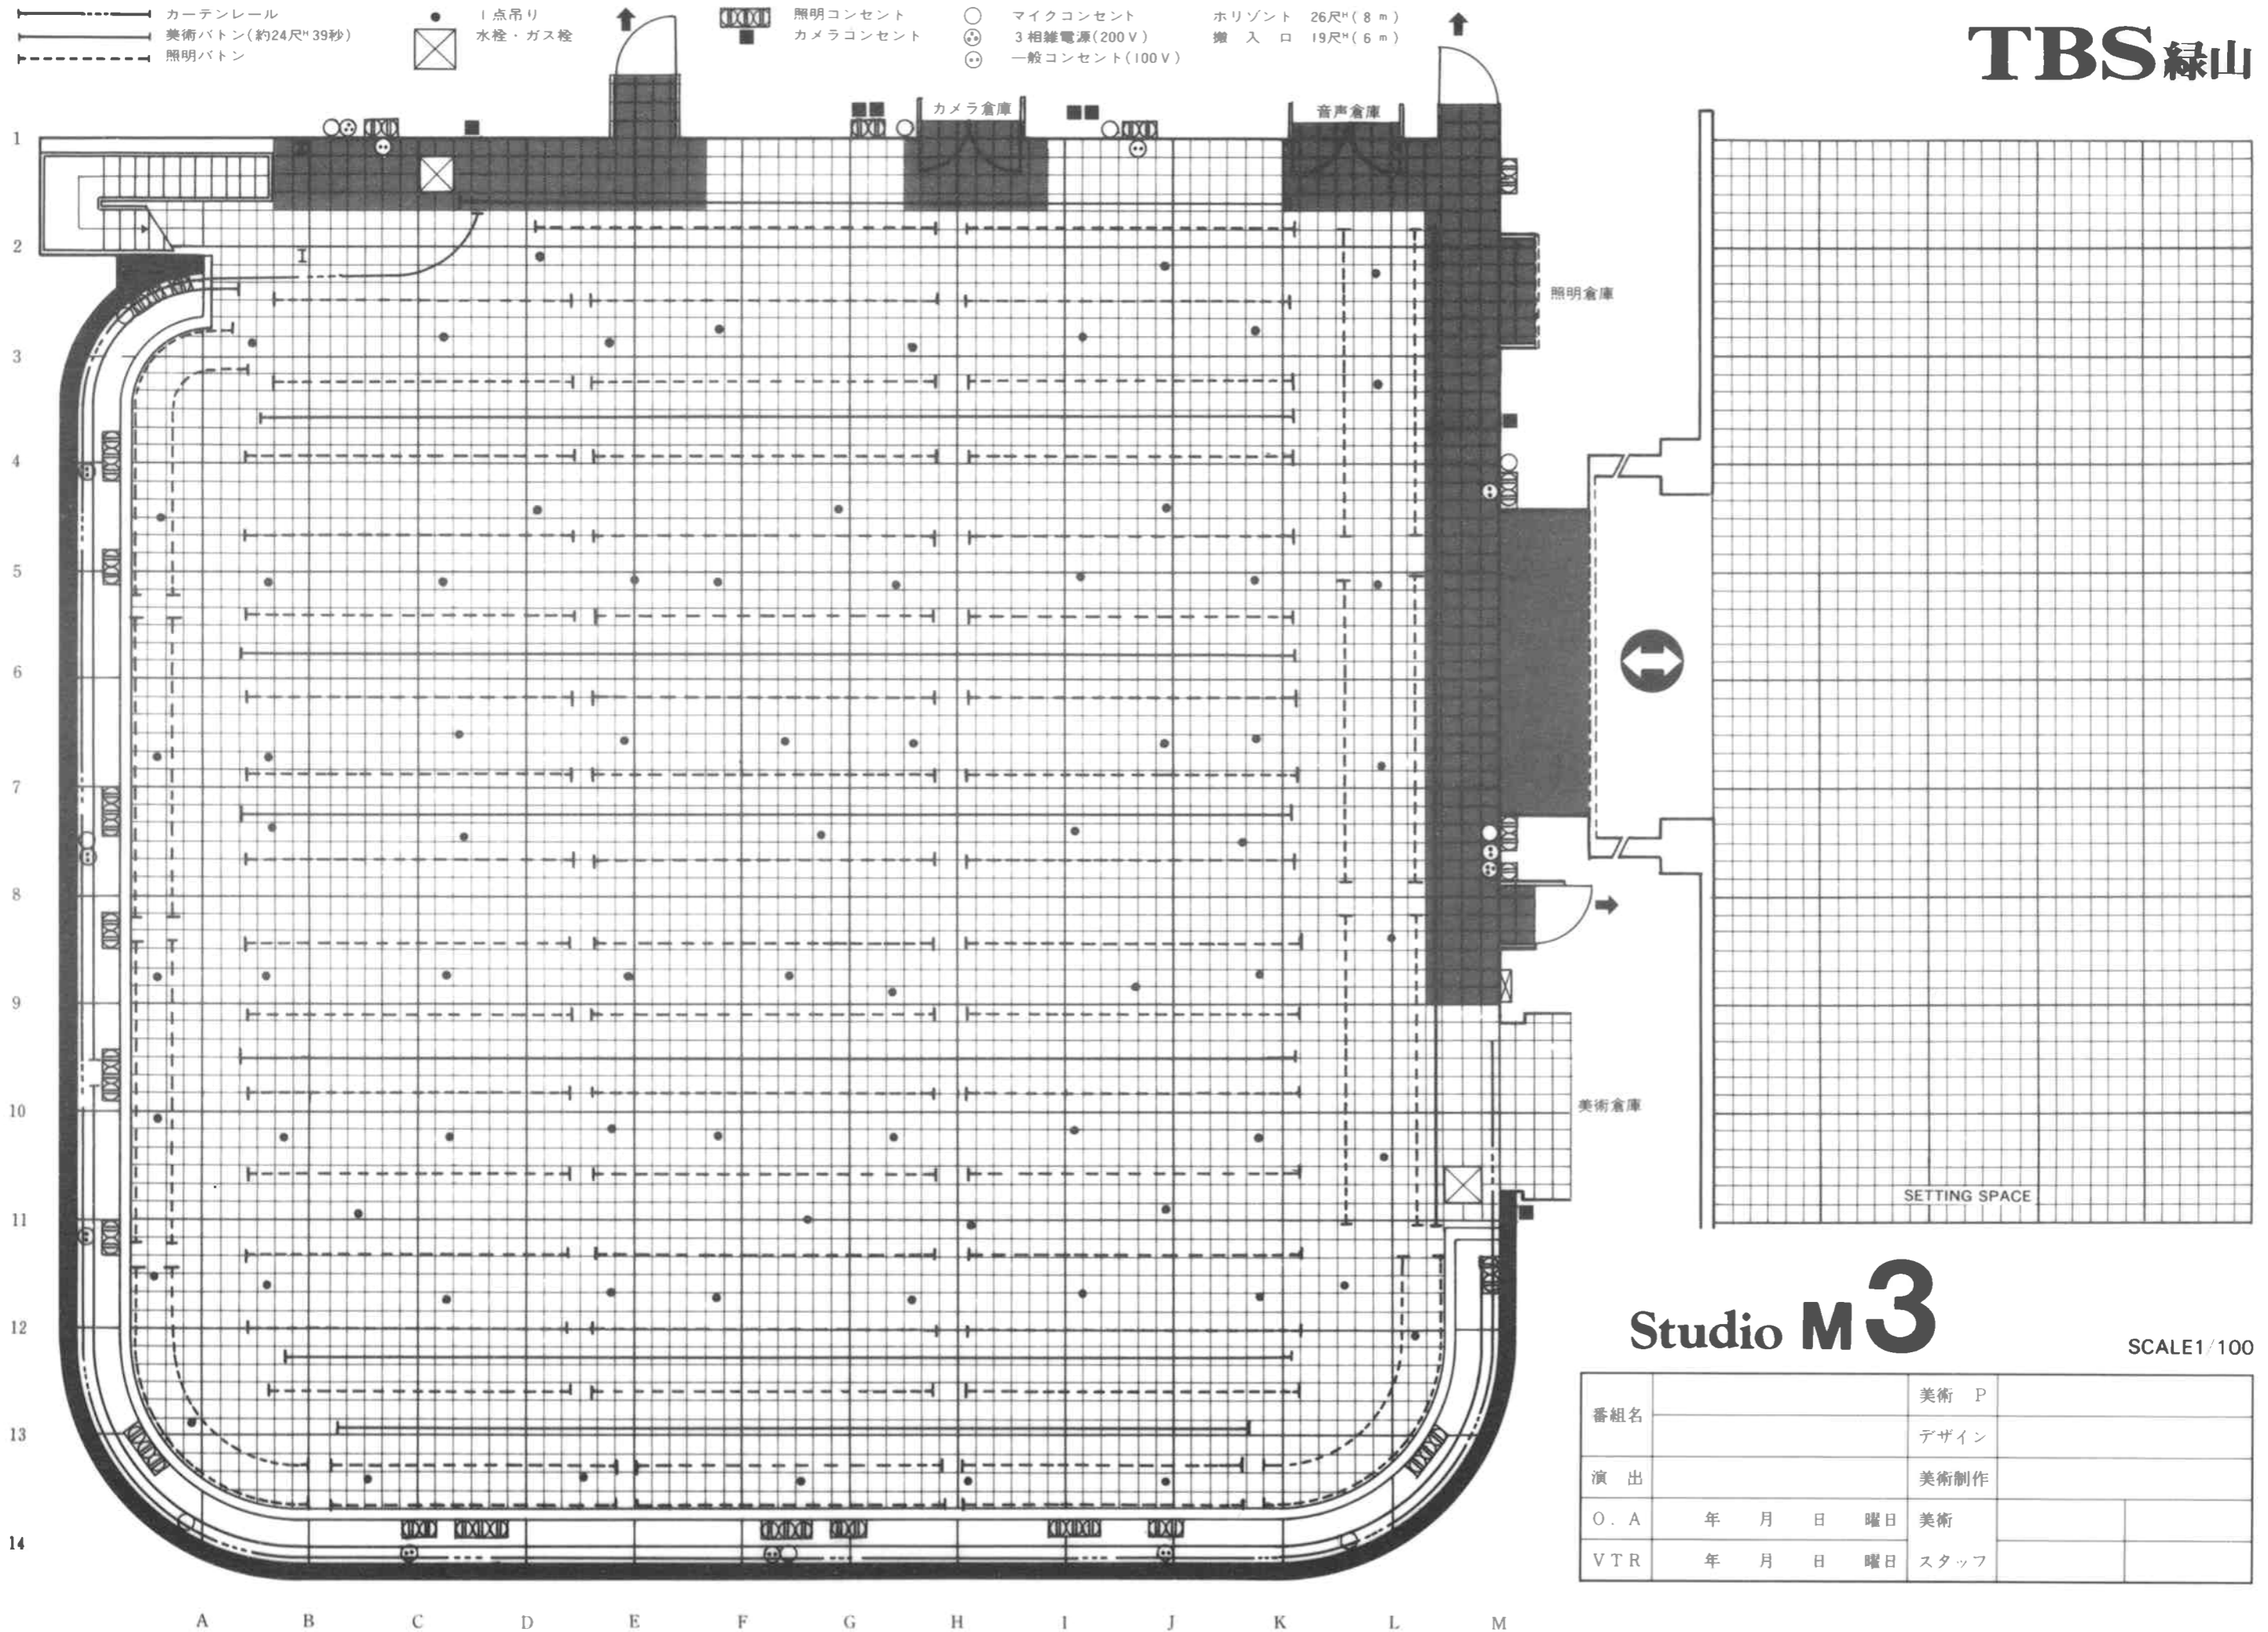 カーテンレール
美術バトン(約24尺ᴴ39秒)
照明バトン
1点吊り
水栓・ガス栓
照明コンセント
カメラコンセント
マイクコンセント
3相雑電源(200V)
一般コンセント(100V)
ホリゾント 26尺ᴴ(8m)
搬入口 19尺ᴴ(6m)
TBS緑山
カメラ倉庫
音声倉庫
照明倉庫
美術倉庫
1
2
3
4
5
6
7
8
9
10
11
12
13
14
A B C D E F G H I J K L M
SETTING SPACE
Studio M3
SCALE1/100
番組名
美術 P
デザイン
演出
美術制作
O.A 年 月 日 曜日
美術
VTR 年 月 日 曜日
スタッフ